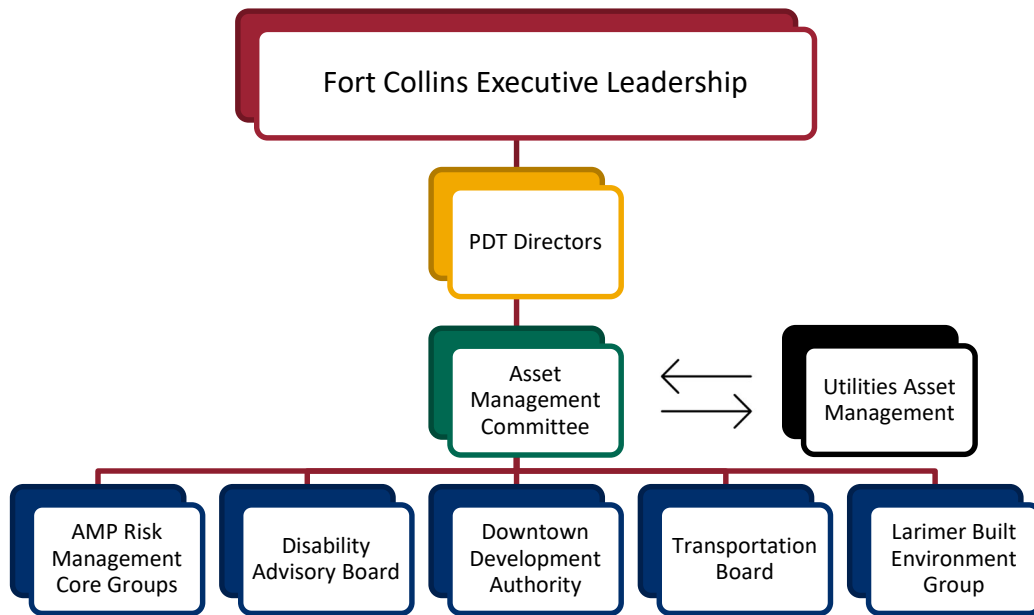 Fort Collins Executive Leadership
PDT Directors
Asset
Management
Committee
Utilities Asset
Management
AMP Risk
Management
Core Groups
Disability
Advisory Board
Downtown
Development
Authority
Transportation
Board
Larimer Built
Environment
Group